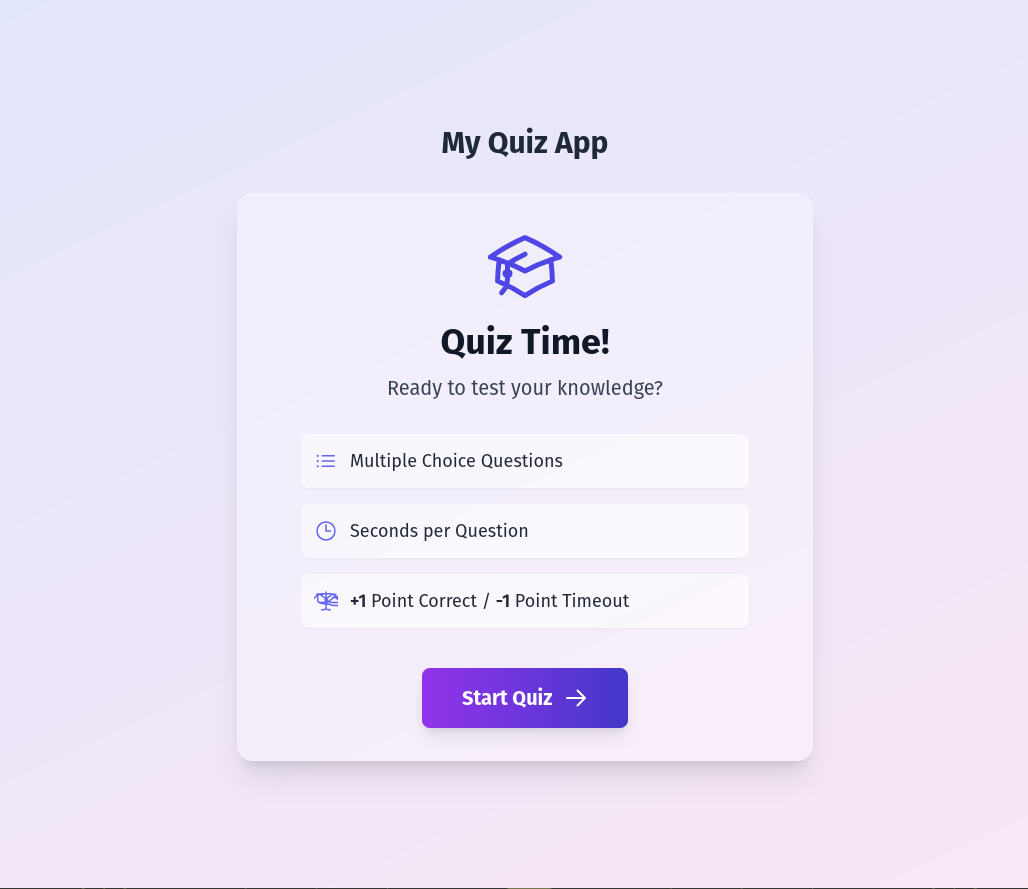 My Quiz App
Quiz Time!
Ready to test your knowledge?
Multiple Choice Questions
Seconds per Question
+1 Point Correct / -1 Point Timeout
Start Quiz